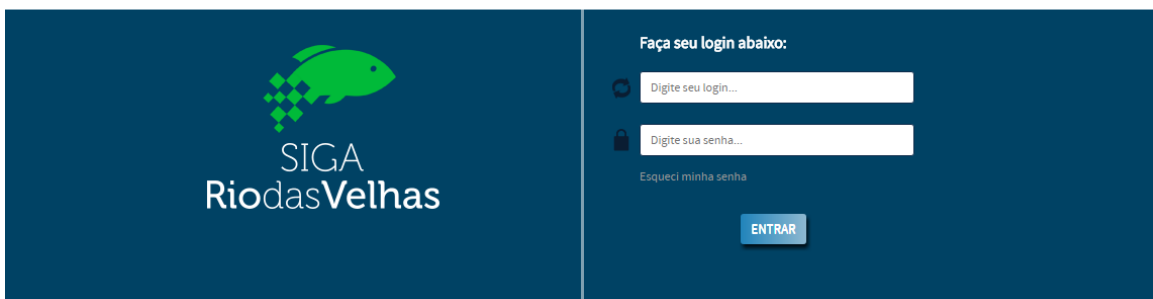 SIGA
RiodasVelhas
Faça seu login abaixo:
Digite seu login...
Digite sua senha...
Esqueci minha senha
ENTRAR